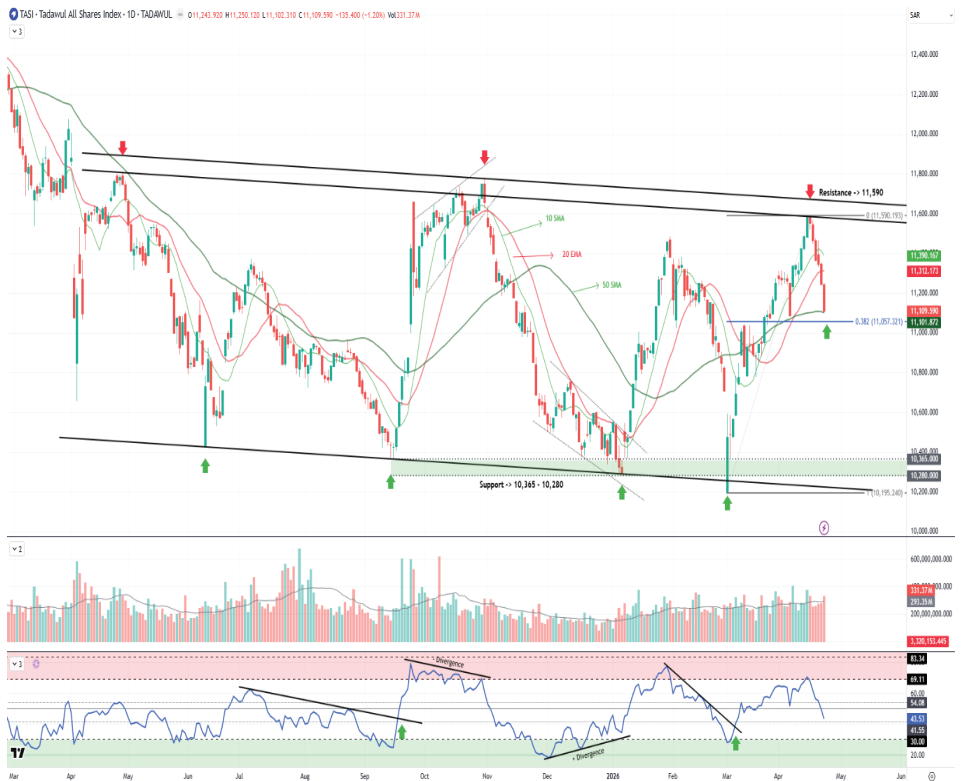 TASI · Tadawul All Shares Index · 1D · TADAWUL O11,243.920 H11,250.120 L11,102.310 C11,109.590 -135.400 (-1.20%) Vol331.37M
SAR
3
12,400.000
12,200.000
12,000.000
11,800.000
Resistance -> 11,590
11,600.000
0 (11,590.193)
10 SMA
20 EMA
50 SMA
11,390.167
11,312.173
11,200.000
11,109.590
11,101.872
0.382 (11,057.321)
11,000.000
10,800.000
10,600.000
10,400.000
10,365.000
10,280.000
Support -> 10,365 - 10,280
10,200.000
1 (10,195.240)
10,000.000
2
600,000,000.000
331.37M
293.35M
200,000,000.000
3,320,153.445
3
83.34
- Divergence
69.11
60.00
54.08
43.53
41.55
30.00
+ Divergence
20.00
Mar Apr May Jun Jul Aug Sep Oct Nov Dec 2026 Feb Mar Apr May Jun